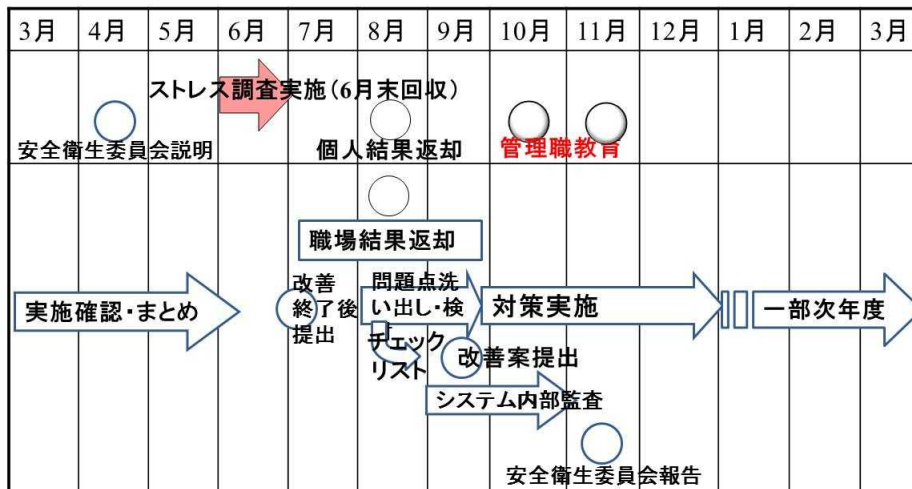 3月 4月 5月 6月 7月 8月 9月 10月 11月 12月 1月 2月 3月
ストレス調査実施（6月末回収）
安全衛生委員会説明
個人結果返却
管理職教育
職場結果返却
実施確認・まとめ
改善
終了後
提出
問題点洗
い出し・検
チェック
リスト
対策実施
一部次年度
改善案提出
システム内部監査
安全衛生委員会報告